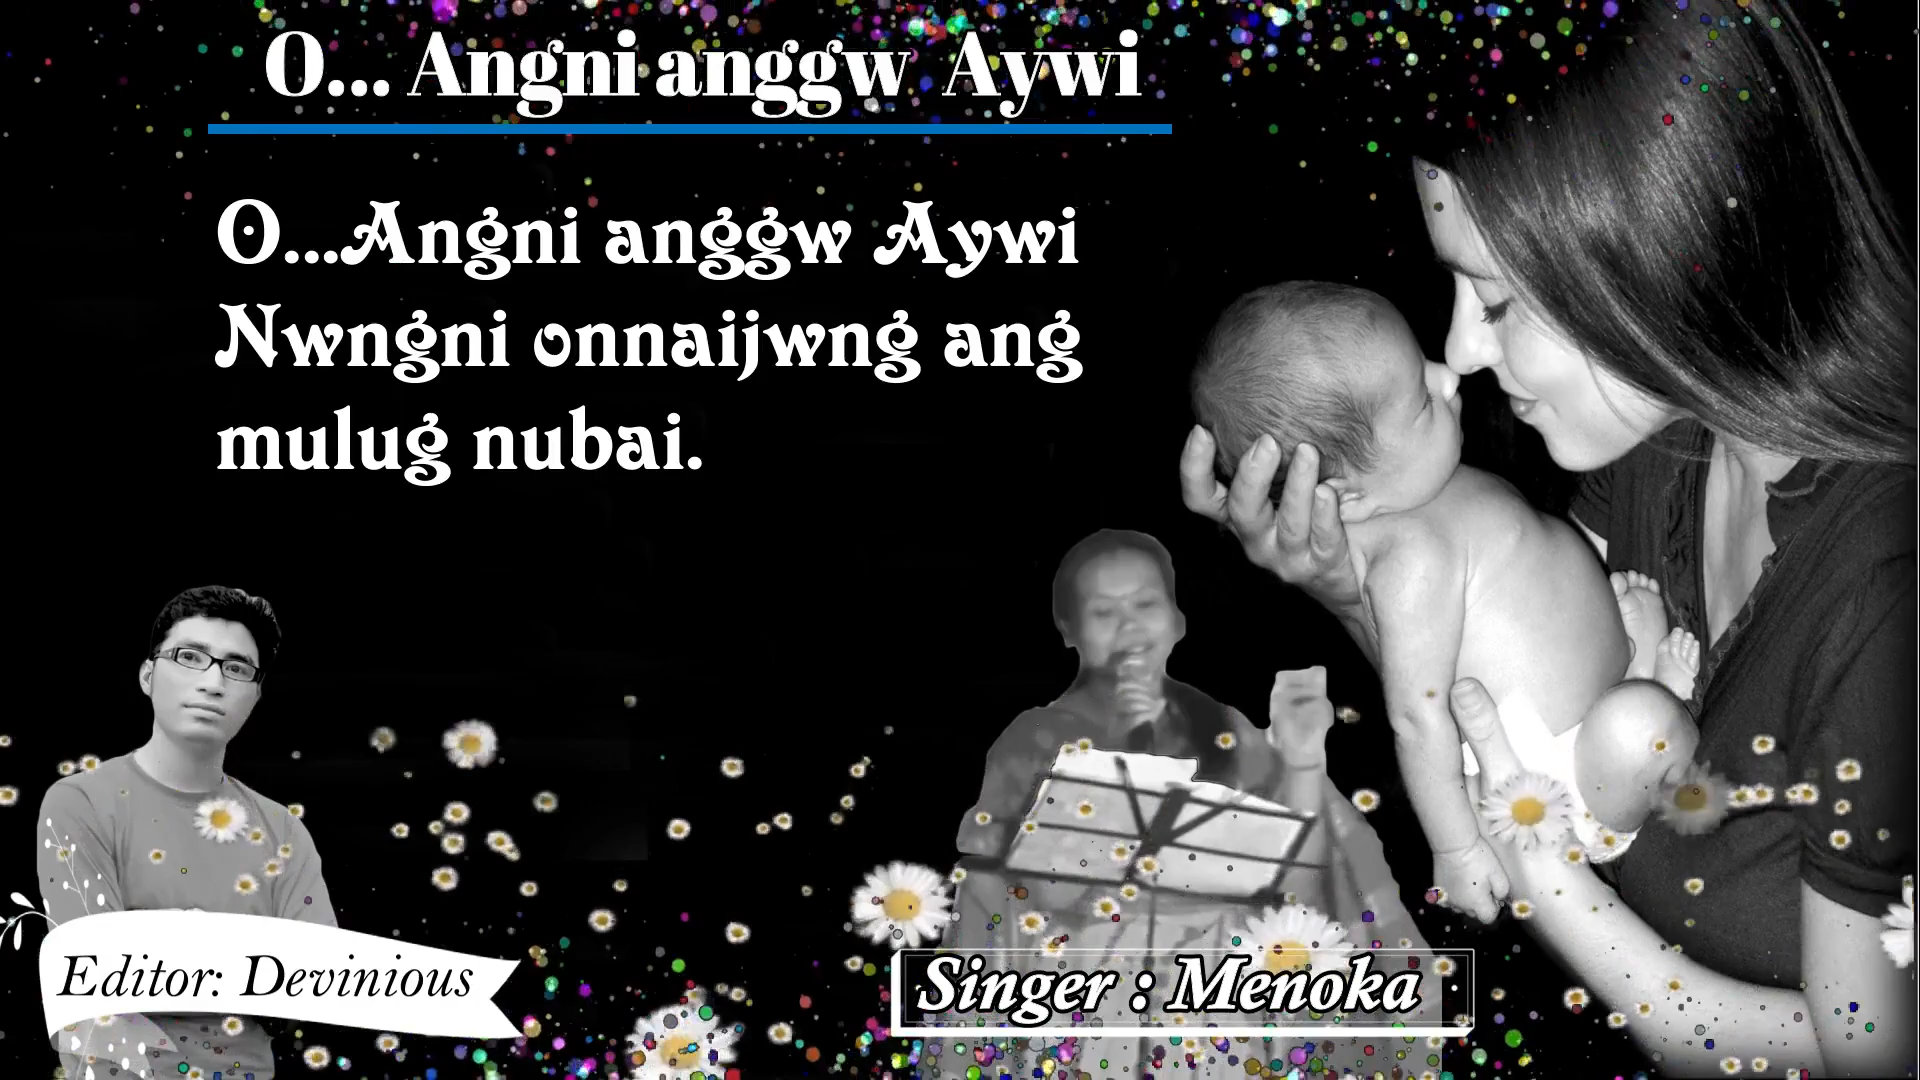 O... Angni anggw Aywi
O...Angni anggw Aywi
Nwngni onnaijwng ang
mulug nubai.
Editor: Devinious
Singer : Menoka